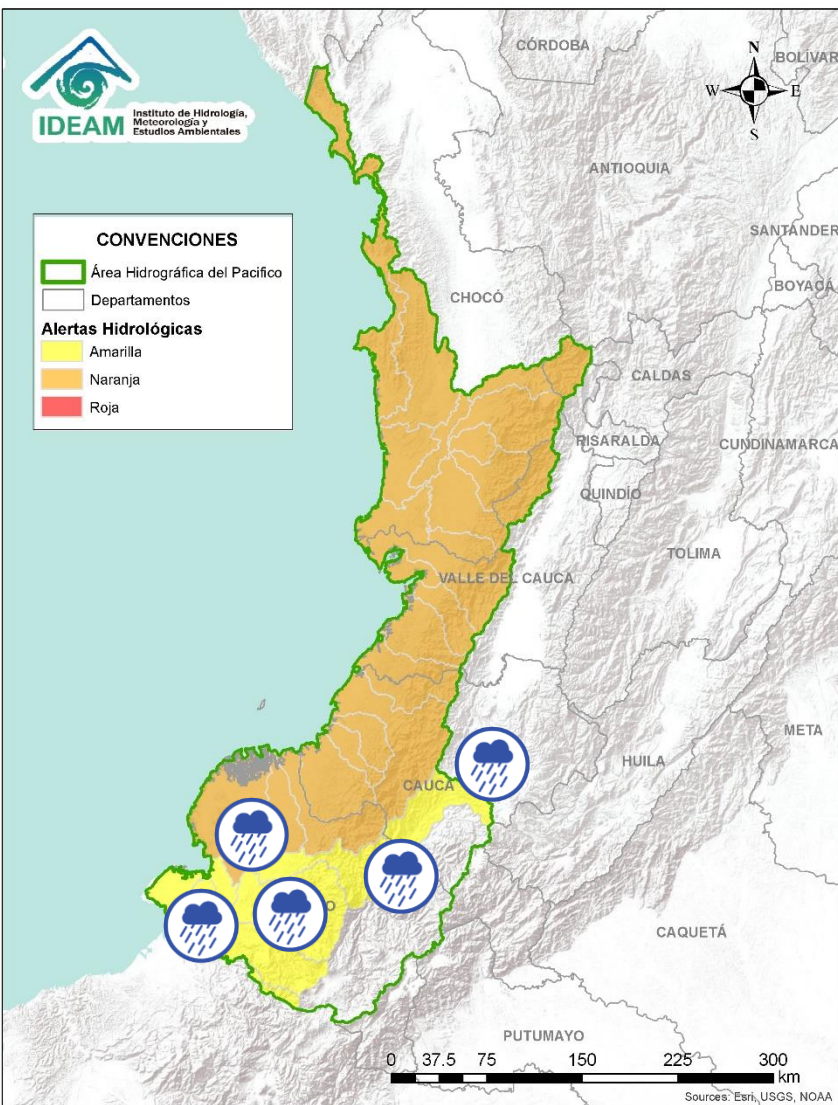 IDEAM
Instituto de Hidrología,
Meteorología y
Estudios Ambientales
CÓRDOBA
BOLÍVAR
N
W
E
S
ANTIOQUIA
SANTANDER
BOYACÁ
CONVENCIONES
Área Hidrográfica del Pacifico
Departamentos
Alertas Hidrológicas
Amarilla
Naranja
Roja
CHOCÓ
CALDAS
RISARALDA
CUNDINAMARCA
QUINDÍO
TOLIMA
VALLE DEL CAUCA
META
HUILA
CAUCA
O
CAQUETÁ
PUTUMAYO
0 37.5 75 150 225 300
km
Sources: Esri, USGS, NOAA